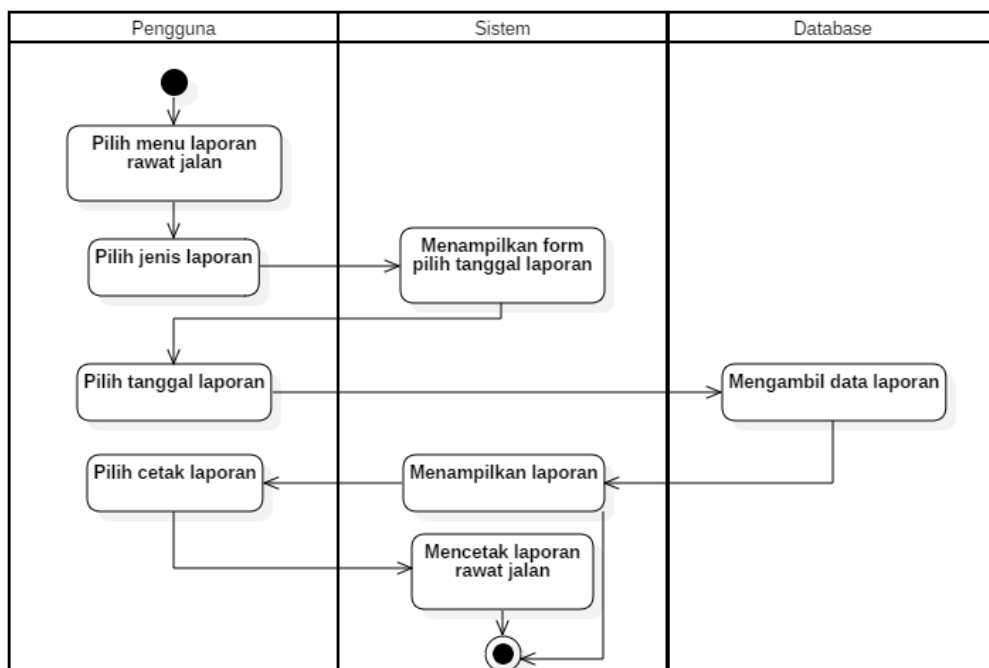 Pengguna
Sistem
Database
Pilih menu laporan
rawat jalan
Pilih jenis laporan
Menampilkan form
pilih tanggal laporan
Pilih tanggal laporan
Mengambil data laporan
Pilih cetak laporan
Menampilkan laporan
Mencetak laporan
rawat jalan